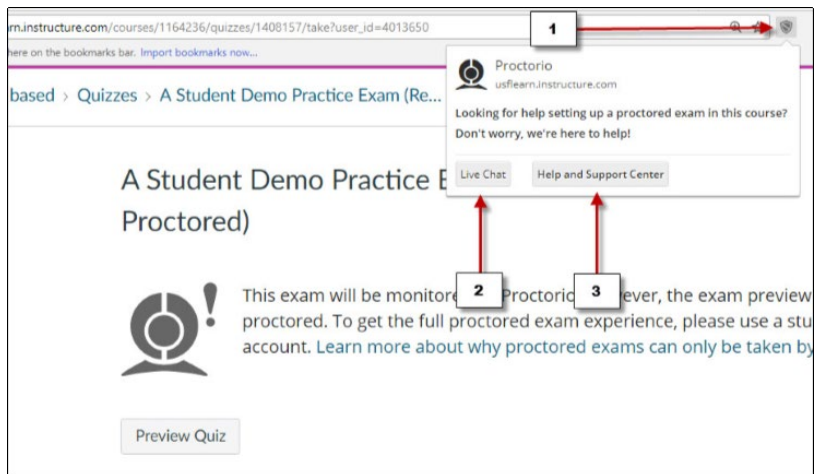 rn.instructure.com/courses/1164236/quizzes/1408157/take?user_id=4013650
1
here on the bookmarks bar. Import bookmarks now...
Proctorio
usflearn.instructure.com
based > Quizzes > A Student Demo Practice Exam (Re...
Looking for help setting up a proctored exam in this course?
Don't worry, we're here to help!
Live Chat Help and Support Center
A Student Demo Practice E
Proctored)
2 3
This exam will be monitore Proctorio ever, the exam preview
proctored. To get the full proctored exam experience, please use a stu
account. Learn more about why proctored exams can only be taken by
Preview Quiz